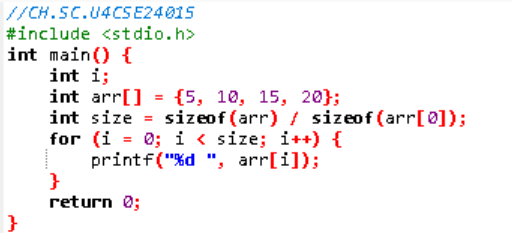 //CH.SC.U4CSE24015
#include <stdio.h>
int main() {
    int i;
    int arr[] = {5, 10, 15, 20};
    int size = sizeof(arr) / sizeof(arr[0]);
    for (i = 0; i < size; i++) {
        printf("%d ", arr[i]);
    }
    return 0;
}